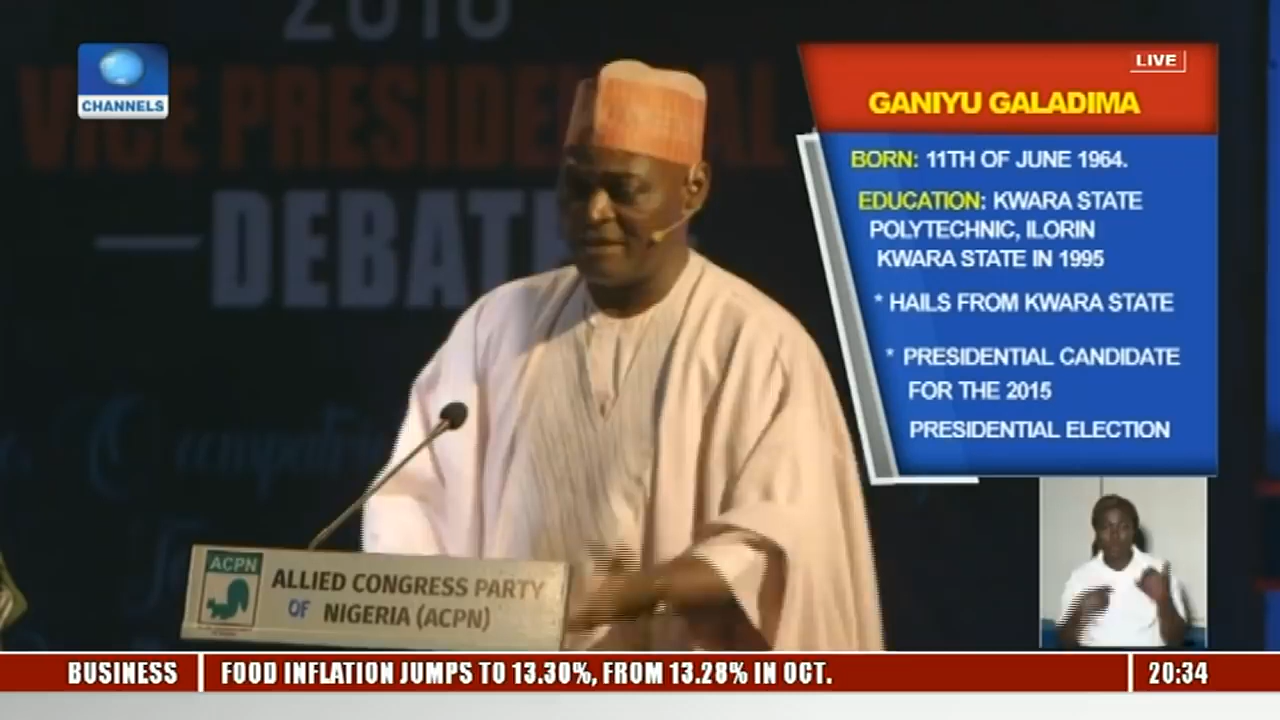 2018
VICE PRESIDENTIAL
DEBATE
CHANNELS
LIVE
GANIYU GALADIMA
BORN: 11TH OF JUNE 1964.
EDUCATION: KWARA STATE
POLYTECHNIC, ILORIN
KWARA STATE IN 1995
* HAILS FROM KWARA STATE
* PRESIDENTIAL CANDIDATE
FOR THE 2015
PRESIDENTIAL ELECTION
ACPN
ALLIED CONGRESS PARTY
OF NIGERIA (ACPN)
BUSINESS
FOOD INFLATION JUMPS TO 13.30%, FROM 13.28% IN OCT.
20:34